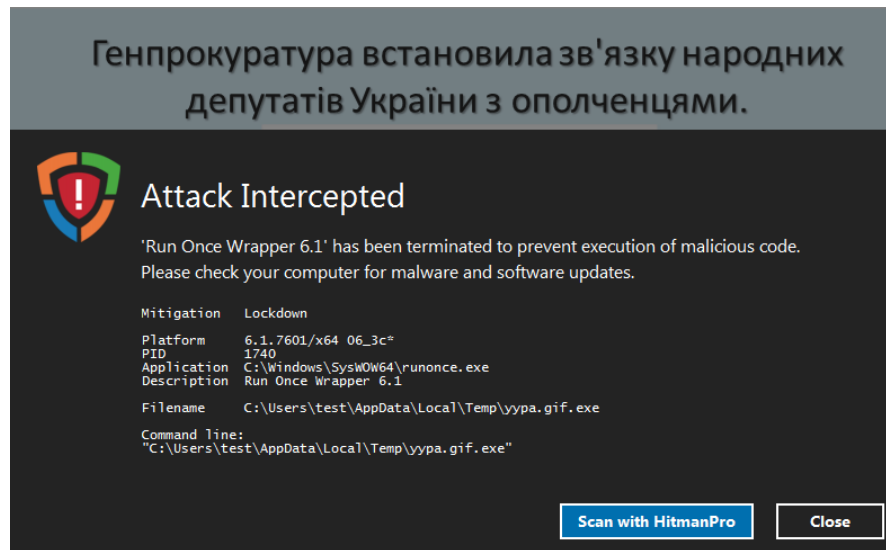 Генпрокуратура встановила зв'язку народних
депутатів України з ополченцями.
Attack Intercepted
'Run Once Wrapper 6.1' has been terminated to prevent execution of malicious code.
Please check your computer for malware and software updates.
Mitigation Lockdown
Platform 6.1.7601/x64 06_3c*
PID 1740
Application C:\Windows\SysWOW64\runonce.exe
Description Run Once Wrapper 6.1
Filename C:\Users\test\AppData\Local\Temp\yypa.gif.exe
Command line:
"C:\Users\test\AppData\Local\Temp\yypa.gif.exe"
Scan with HitmanPro Close